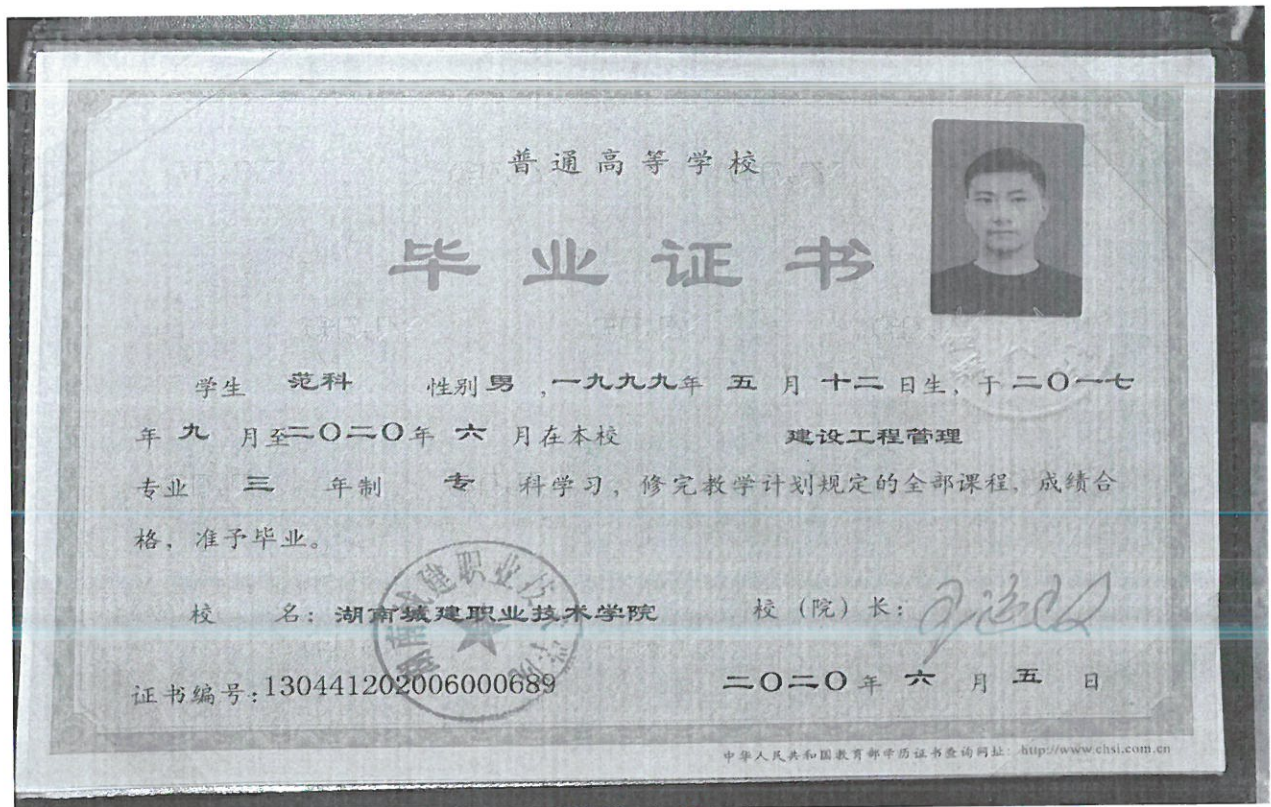 普通高等学校
毕业证书
学生 范科 性别 男 ,一九九九年 五 月 十二 日生, 于 二〇一七
年 九 月至二〇二〇年 六 月在本校 建设工程管理
专业 三 年制 专 科学习, 修完教学计划规定的全部课程, 成绩合
格, 准予毕业。
校 名: 湖南城建职业技术学院 校(院)长:
证书编号:130441202006000689 二〇二〇 年 六 月 五 日
中华人民共和国教育部学历证书查询网址: http://www.chsi.com.cn